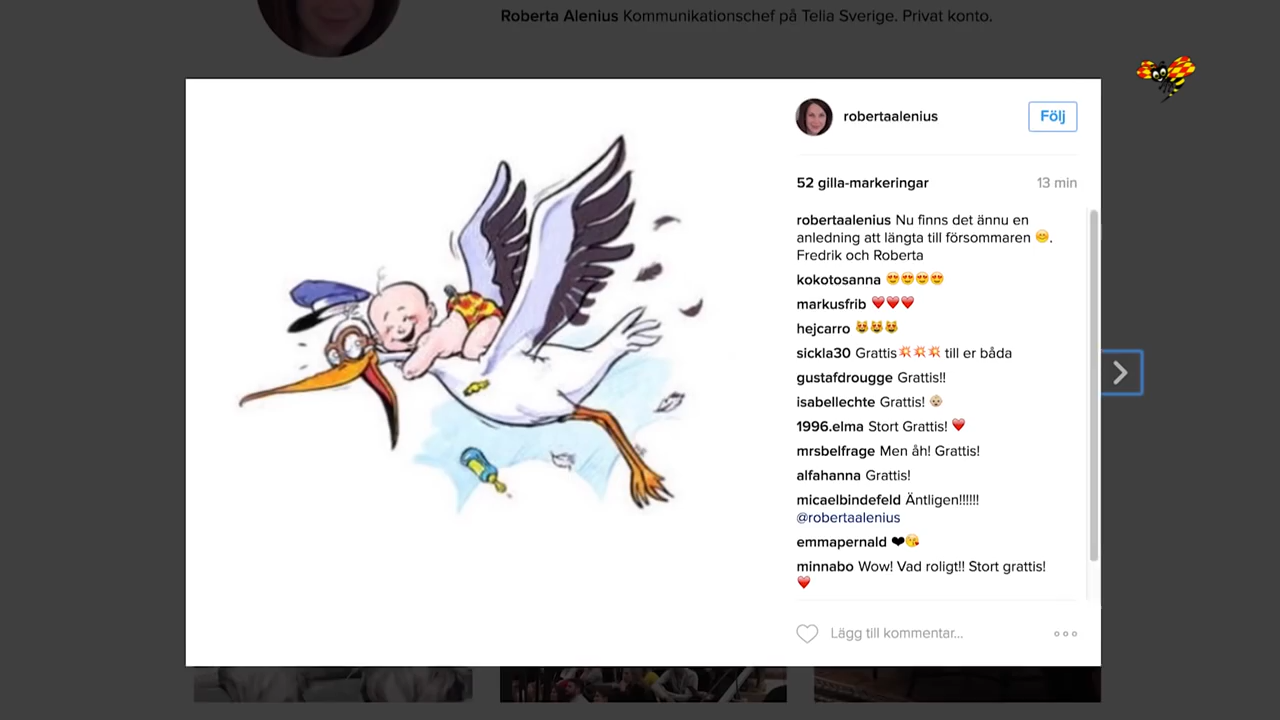 Roberta Alenius Kommunikationschef på Telia Sverige. Privat konto.
robertaalenius
Följ
52 gilla-markeringar
13 min
robertaalenius Nu finns det ännu en
anledning att längta till försommaren 😊.
Fredrik och Roberta
kokotosanna 😍😍😍😍
markusfrib ❤️❤️❤️
hejcarro 😻😻😻
sickla30 Grattis💥💥💥 till er båda
gustafdrougge Grattis!!
isabellechte Grattis! 👶🏼
1996.elma Stort Grattis! ❤️
mrsbelfrage Men åh! Grattis!
alfahanna Grattis!
micaelbindefeld Äntligen!!!!!!
@robertaalenius
emmapernald ❤😘
minnabo Wow! Vad roligt!! Stort grattis!
❤️
Lägg till kommentar...